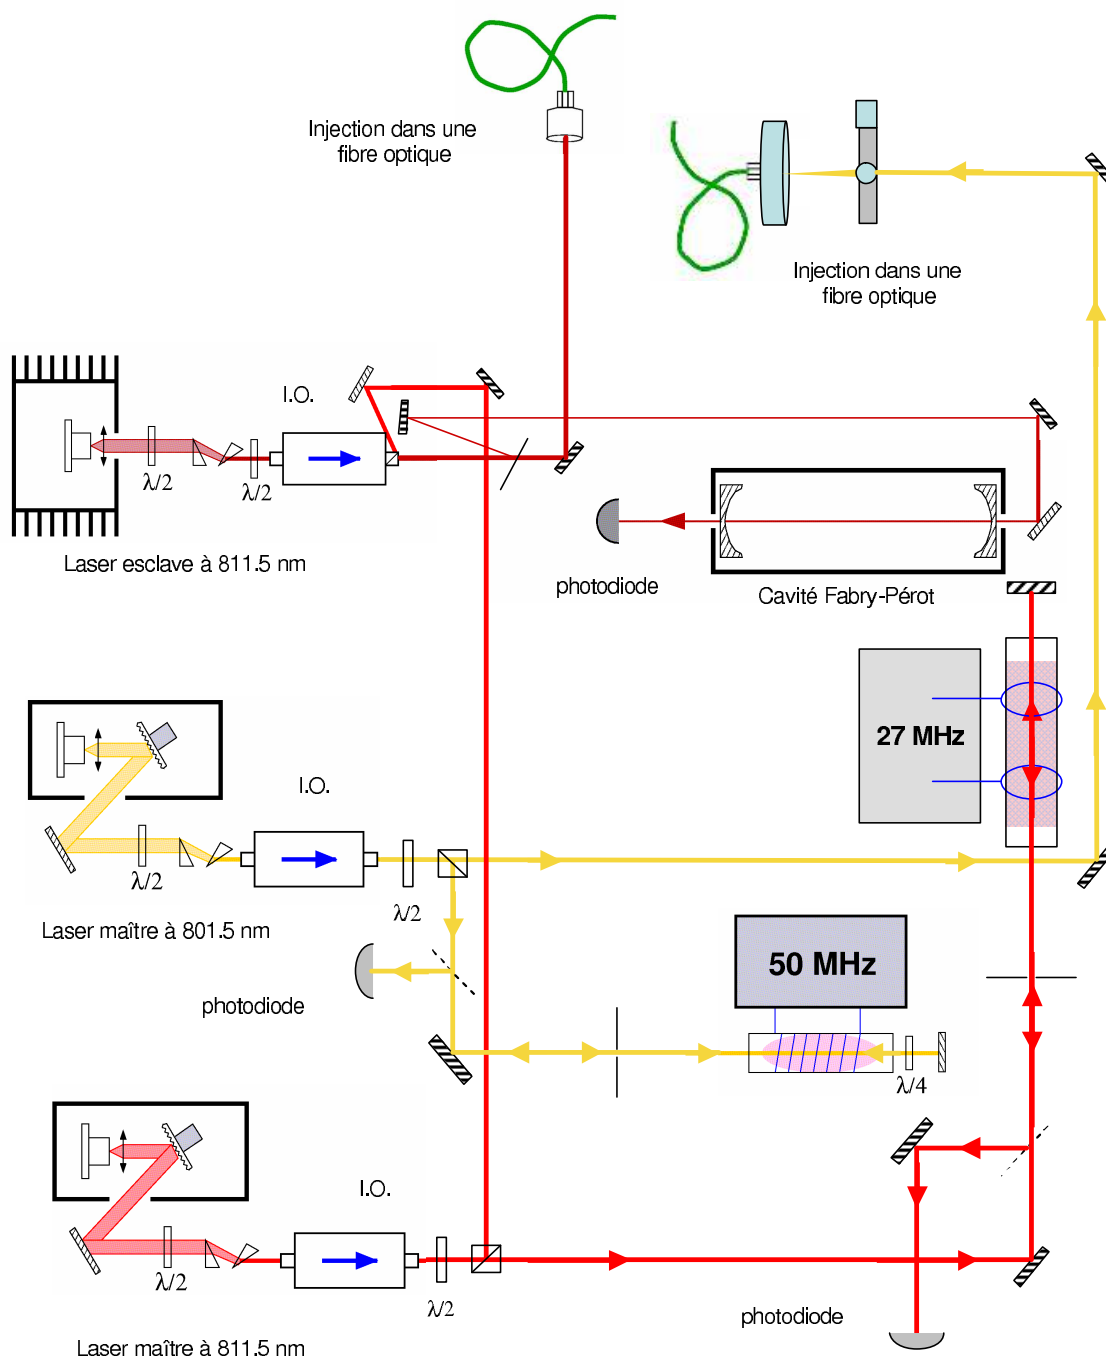 Injection dans une
fibre optique
Injection dans une
fibre optique
I.O.
λ/2
λ/2
Laser esclave à 811.5 nm
photodiode
Cavité Fabry-Pérot
27 MHz
I.O.
λ/2
λ/2
Laser maître à 801.5 nm
photodiode
50 MHz
λ/4
I.O.
λ/2
λ/2
photodiode
Laser maître à 811.5 nm